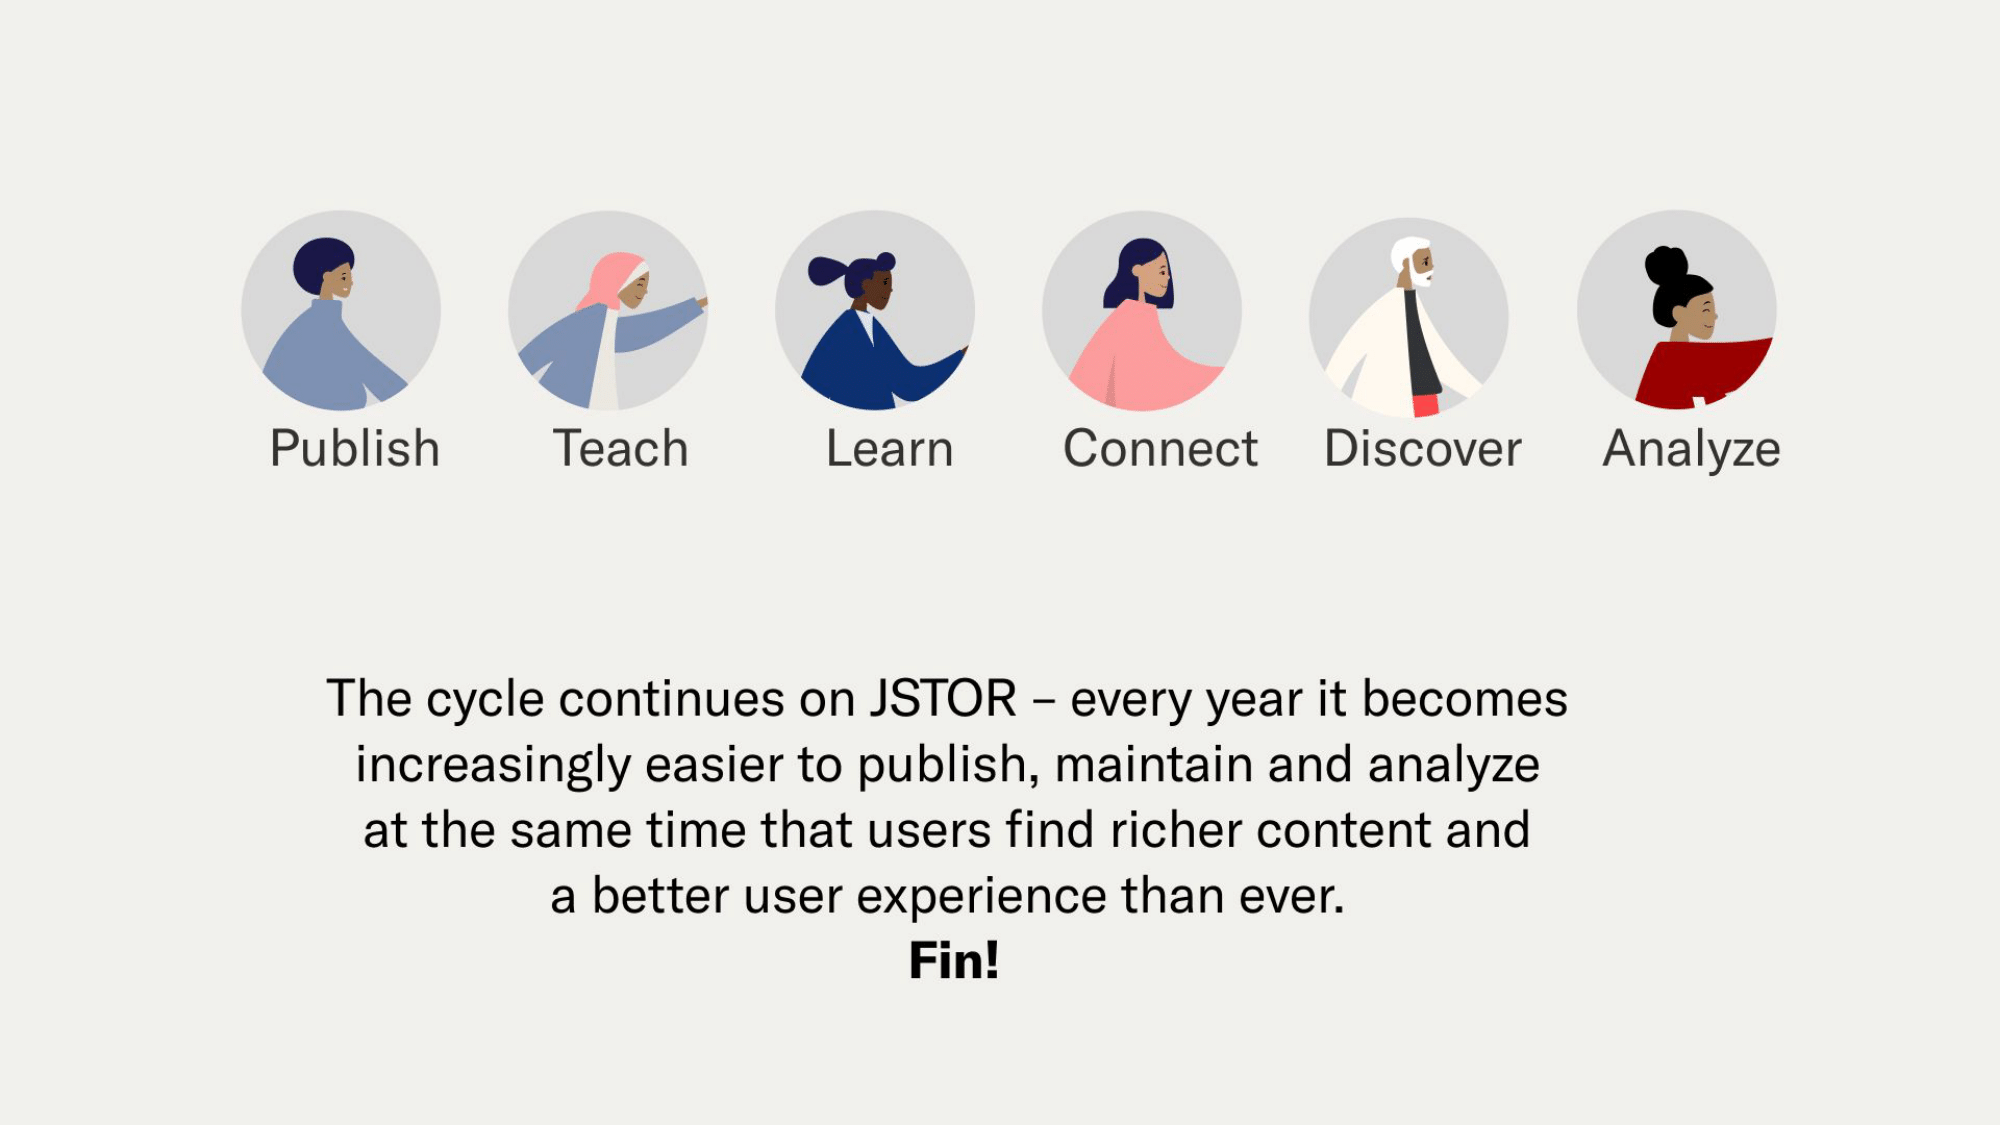 Publish Teach Learn Connect Discover Analyze
The cycle continues on JSTOR – every year it becomes
increasingly easier to publish, maintain and analyze
at the same time that users find richer content and
a better user experience than ever.
Fin!